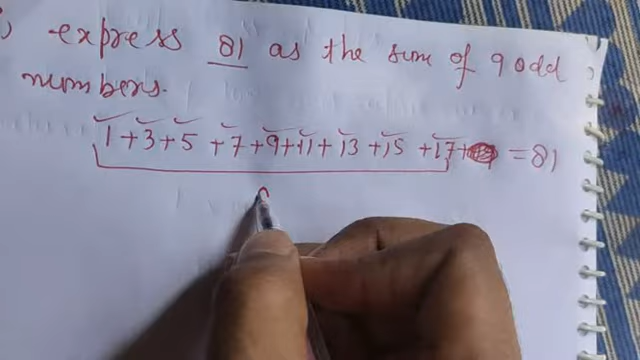 ) express 81 as the sum of 9 odd
numbers.
1+3+5+7+9+11+13+15+17+ =81